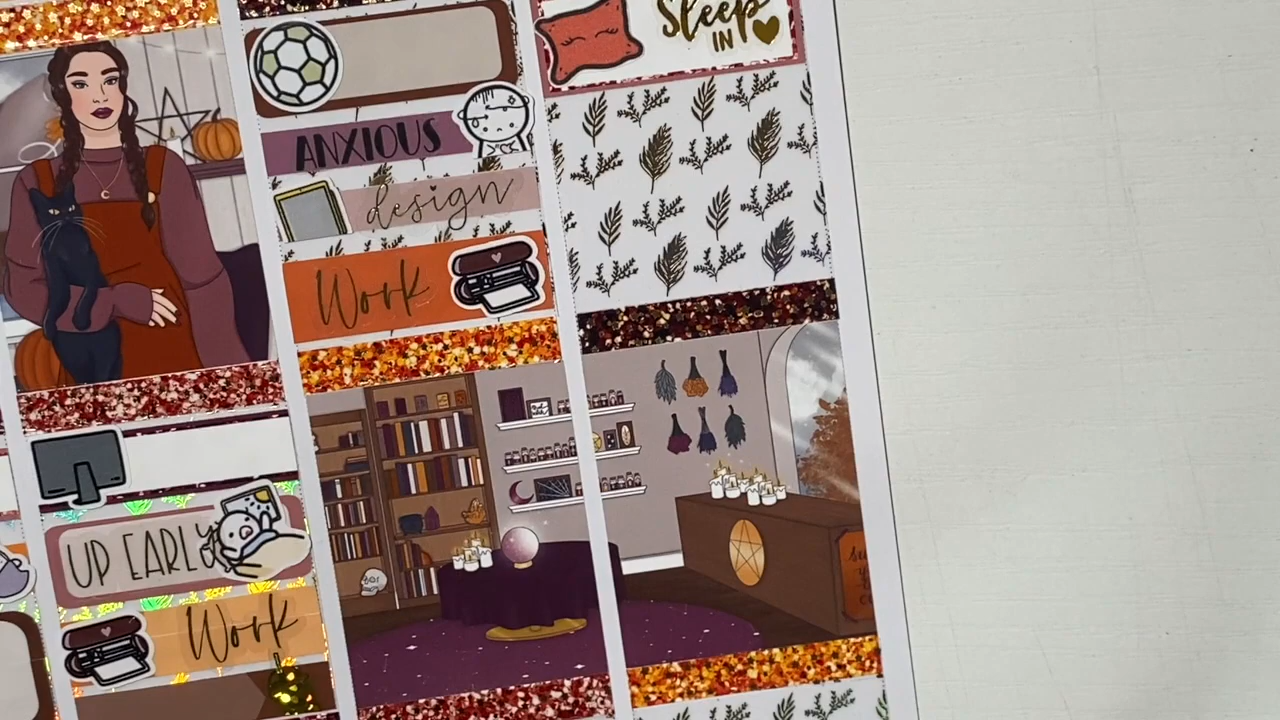 Sleep
IN
ANXIOUS
design
Work
UP EARLY
Work